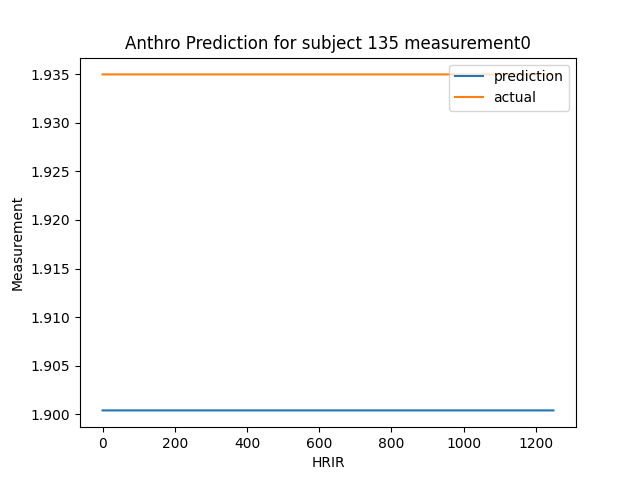 Anthro Prediction for subject 135 measurement0
1.935
1.930
1.925
1.920
1.915
1.910
1.905
1.900
Measurement
prediction
actual
0 200 400 600 800 1000 1200
HRIR